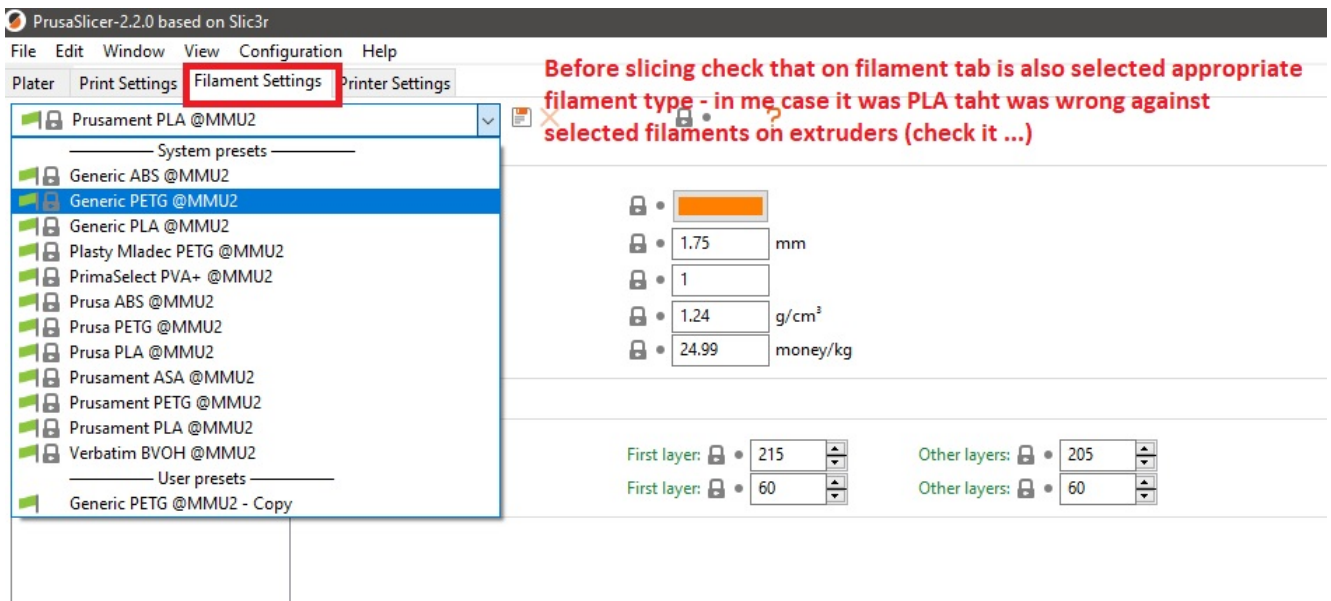 PrusaSlicer-2.2.0 based on Slic3r
File Edit Window View Configuration Help
Plater Print Settings Filament Settings Printer Settings
Before slicing check that on filament tab is also selected appropriate
filament type - in me case it was PLA taht was wrong against
selected filaments on extruders (check it ...)
Prusament PLA @MMU2
?
System presets
Generic ABS @MMU2
Generic PETG @MMU2
Generic PLA @MMU2
Plasty Mladec PETG @MMU2
PrimaSelect PVA+ @MMU2
Prusa ABS @MMU2
Prusa PETG @MMU2
Prusa PLA @MMU2
Prusament ASA @MMU2
Prusament PETG @MMU2
Prusament PLA @MMU2
Verbatim BVOH @MMU2
User presets
Generic PETG @MMU2 - Copy
1.75 mm
1
1.24 g/cm³
24.99 money/kg
First layer: 215 Other layers: 205
First layer: 60 Other layers: 60